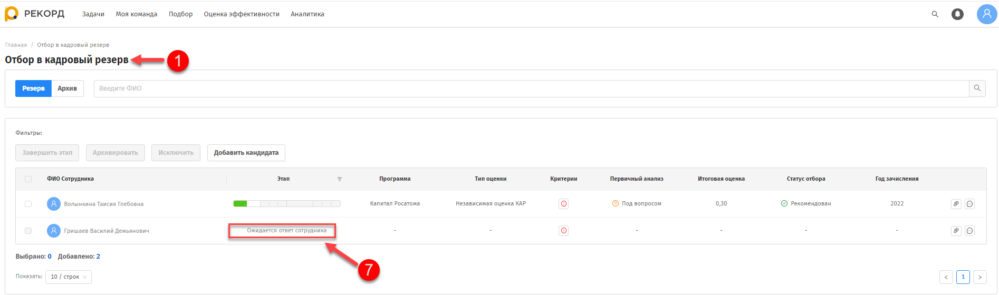 РЕКОРД Задачи Моя команда Подбор Оценка эффективности Аналитика
Главная / Отбор в кадровый резерв
Отбор в кадровый резерв 1
Резерв Архив Введите ФИО
Фильтры:
Завершить этап Архивировать Исключить Добавить кандидата
ФИО Сотрудника Этап Программа Тип оценки Критерии Первичный анализ Итоговая оценка Статус отбора Год зачисления
Волынкина Таисия Глебовна Капитал Росатома Независимая оценка КАР Под вопросом 0,30 Рекомендован 2022
Гришаев Василий Демьянович Ожидается ответ сотрудника - - - - - -
Выбрано: 0 Добавлено: 2
7
Показать: 10 / строк < 1 >